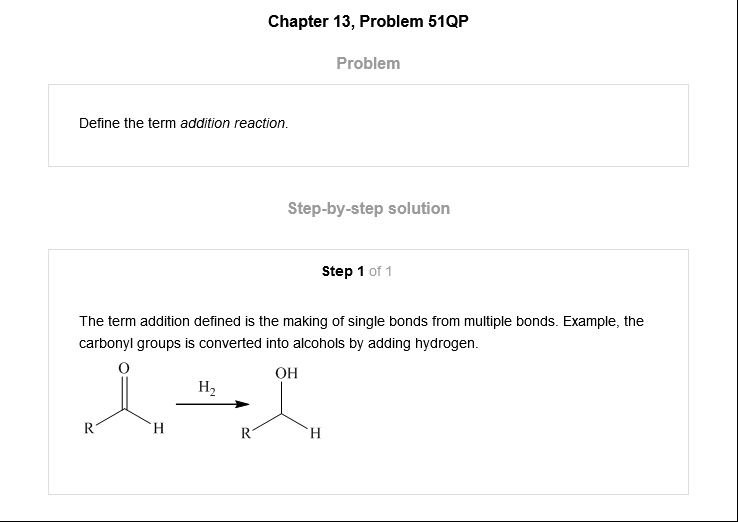 Chapter 13, Problem 51QP
Problem
Define the term addition reaction.
Step-by-step solution
Step 1 of 1
The term addition defined is the making of single bonds from multiple bonds. Example, the
carbonyl groups is converted into alcohols by adding hydrogen.
O
OH
H₂
R
H
R
H